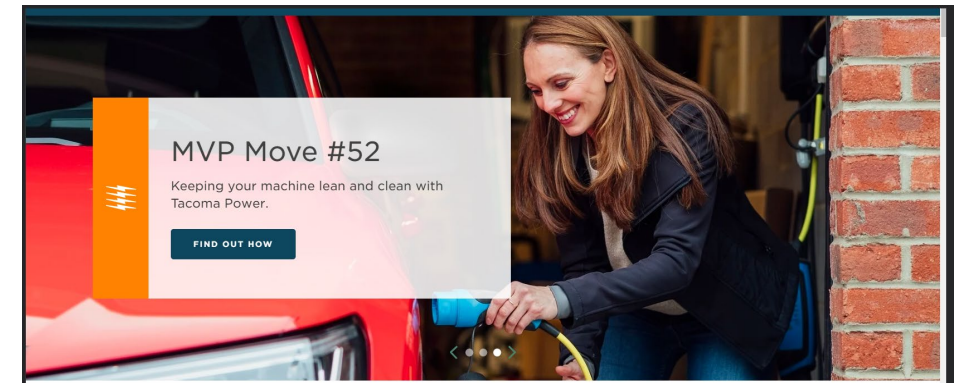 MVP Move #52
Keeping your machine lean and clean with
Tacoma Power.
FIND OUT HOW